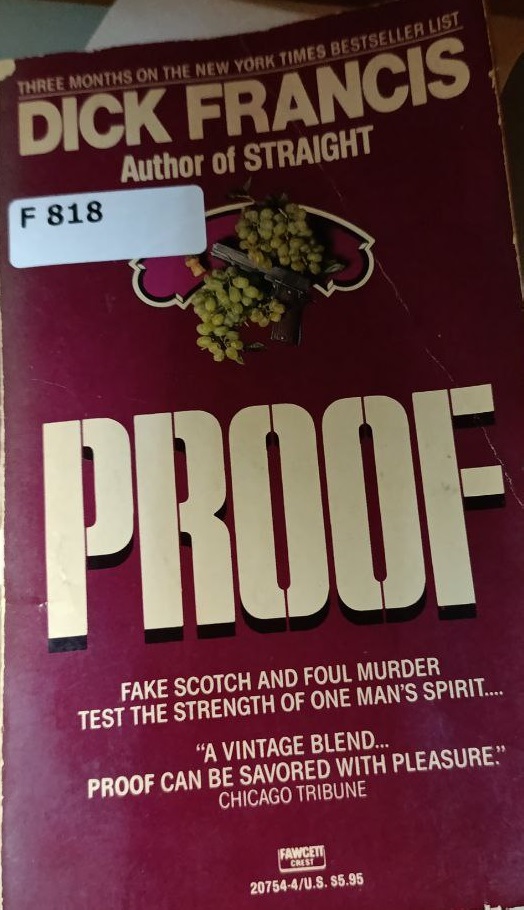 THREE MONTHS ON THE NEW YORK TIMES BESTSELLER LIST
DICK FRANCIS
Author of STRAIGHT
F 818
PROOF
FAKE SCOTCH AND FOUL MURDER
TEST THE STRENGTH OF ONE MAN'S SPIRIT....
"A VINTAGE BLEND...
PROOF CAN BE SAVORED WITH PLEASURE."
CHICAGO TRIBUNE
FAWCETT
CREST
20754-4/U.S. $5.95